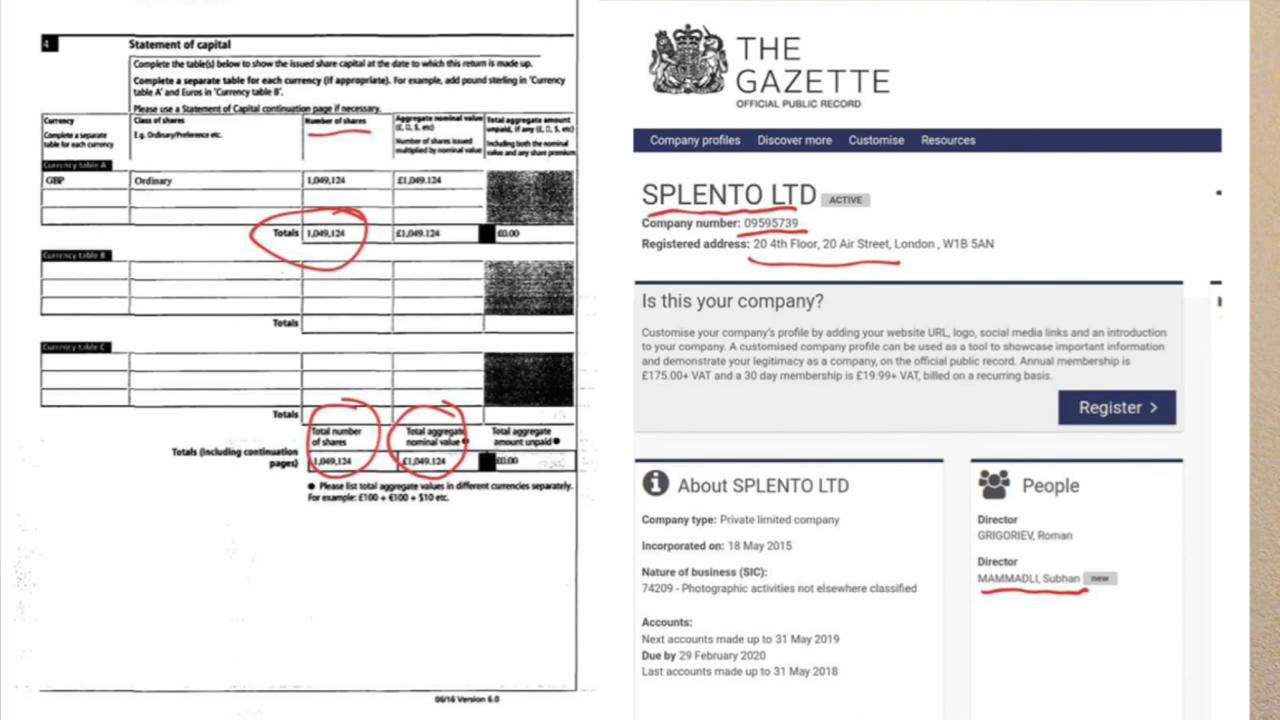 4
Statement of capital
Complete the table(s) below to show the issued share capital at the date to which this return is made up.
Complete a separate table for each currency (if appropriate). For example, add pound sterling in 'Currency
table A' and Euros in 'Currency table B'.
Please use a Statement of Capital continuation page if necessary.
Currency
Complete a separate
table for each currency
Class of shares
E.g. Ordinary/Preference etc.
Number of shares
Aggregate nominal value
(£, €, $, etc)
Number of shares issued
multiplied by nominal value
Total aggregate amount
unpaid, if any (£, €, $, etc)
Including both the nominal
value and any share premium
Currency table A
GBP Ordinary 1,049,124 £1,049.124
Totals 1,049,124 £1,049.124 £0.00
Currency table B
Totals
Currency table C
Totals
Total number
of shares
Total aggregate
nominal value
Total aggregate
amount unpaid
Totals (including continuation
pages)
1,049,124 £1,049.124 £0.00
Please list total aggregate values in different currencies separately.
For example: £100 + €100 + $10 etc.
06/16 Version 6.0
THE
GAZETTE
OFFICIAL PUBLIC RECORD
Company profiles Discover more Customise Resources
SPLENTO LTD ACTIVE
Company number: 09595739
Registered address: 20 4th Floor, 20 Air Street, London , W1B 5AN
Is this your company?
Customise your company's profile by adding your website URL, logo, social media links and an introduction
to your company. A customised company profile can be used as a tool to showcase important information
and demonstrate your legitimacy as a company, on the official public record. Annual membership is
£175.00+ VAT and a 30 day membership is £19.99+ VAT, billed on a recurring basis.
Register >
About SPLENTO LTD
Company type: Private limited company
Incorporated on: 18 May 2015
Nature of business (SIC):
74209 - Photographic activities not elsewhere classified
Accounts:
Next accounts made up to 31 May 2019
Due by 29 February 2020
Last accounts made up to 31 May 2018
People
Director
GRIGORIEV, Roman
Director
MAMMADLI, Subhan new